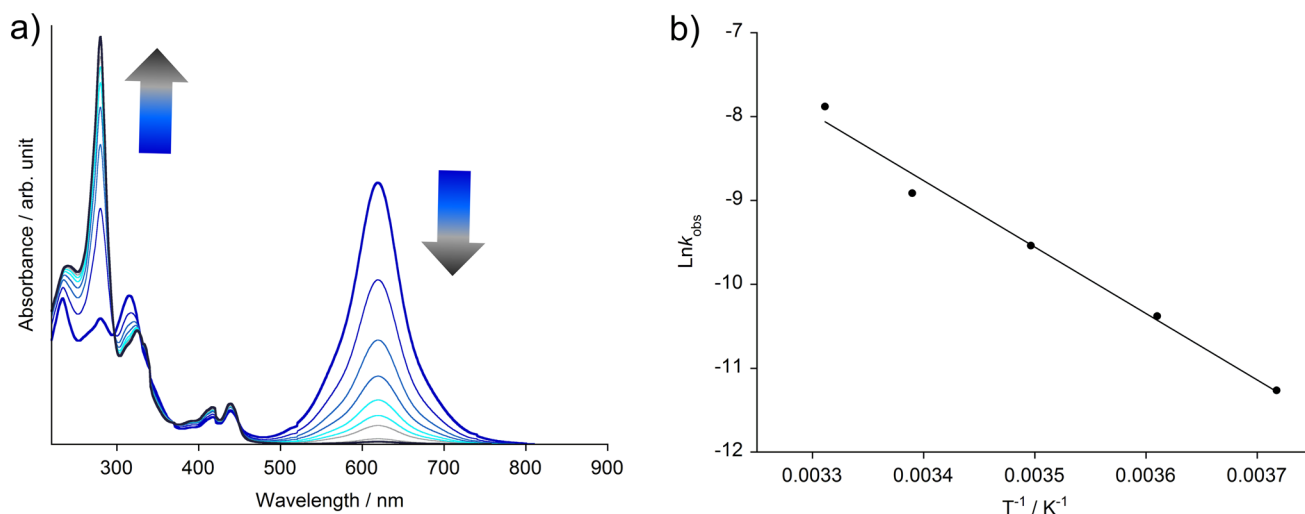 a)
Absorbance / arb. unit
300 400 500 600 700 800 900
Wavelength / nm
b)
Lnk_obs
-7
-8
-9
-10
-11
-12
0.0033 0.0034 0.0035 0.0036 0.0037
T⁻¹ / K⁻¹